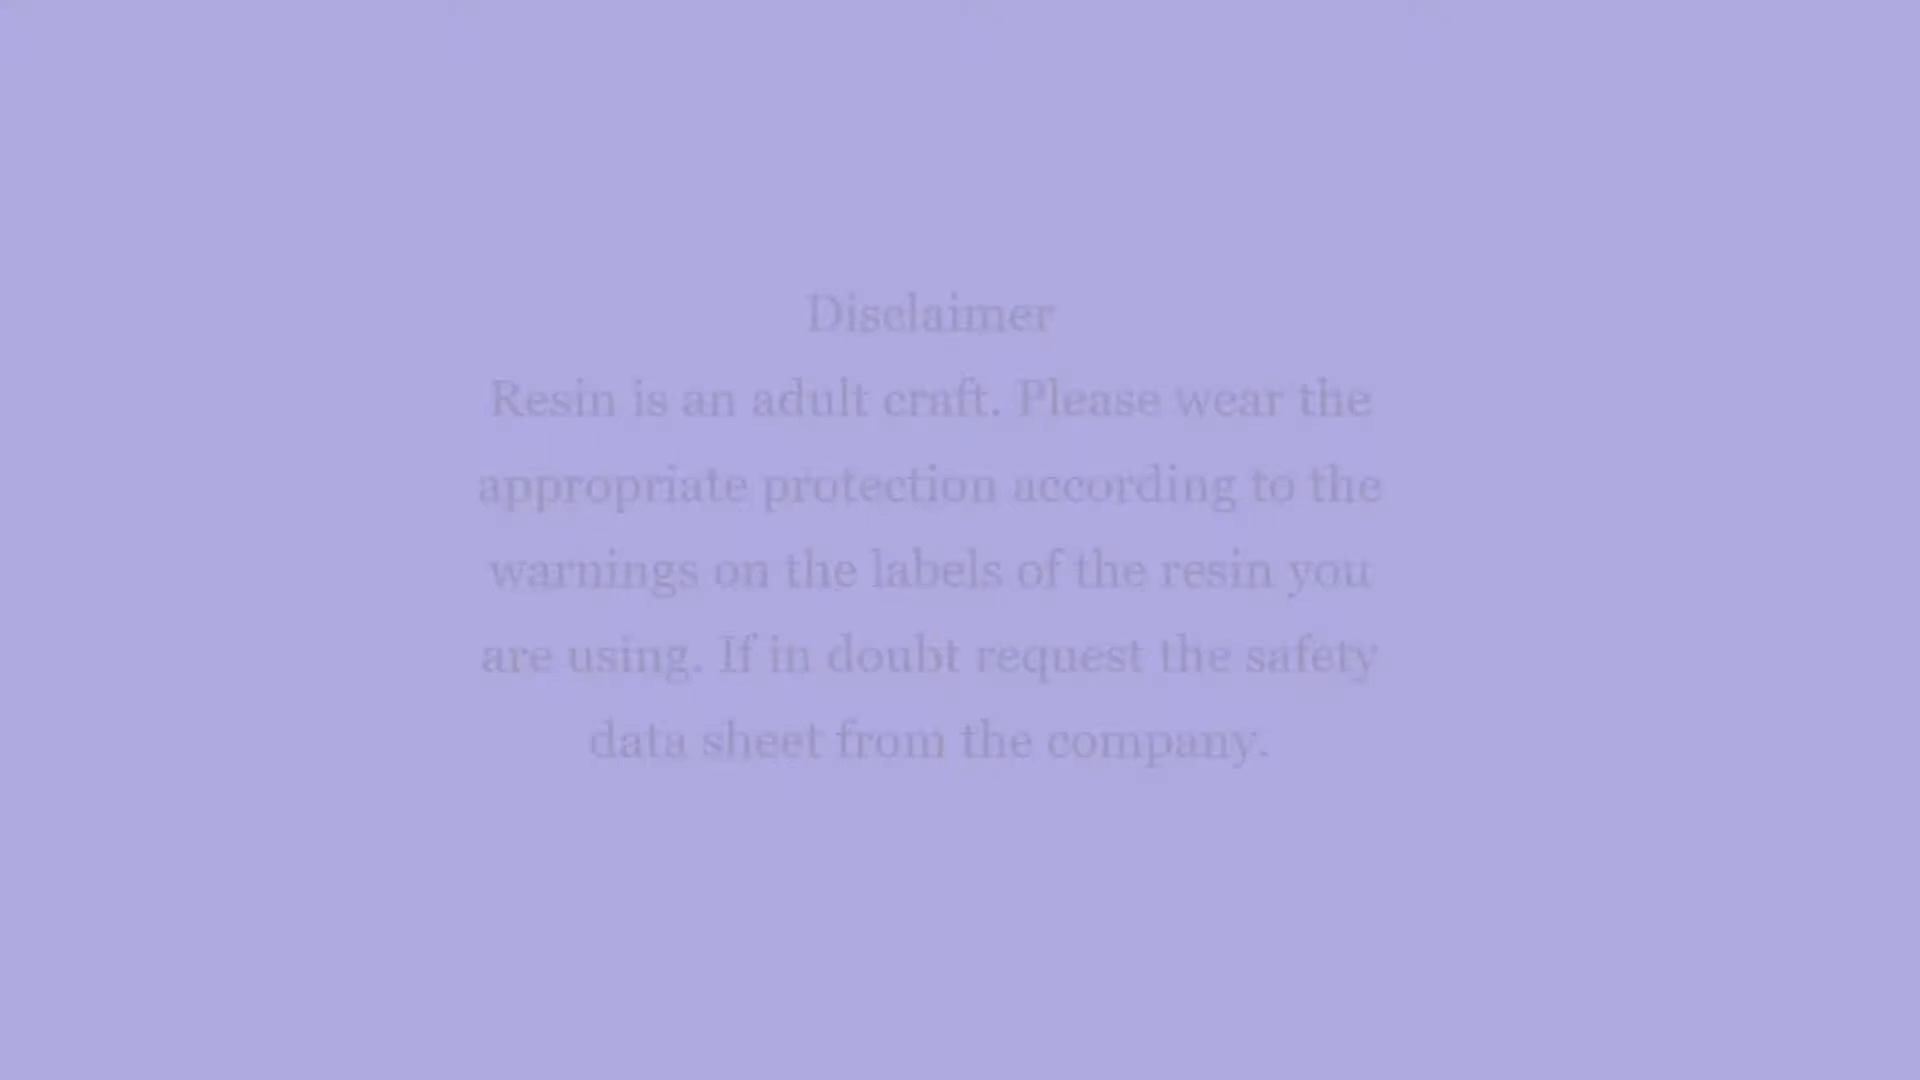 Disclaimer
Resin is an adult craft. Please wear the
appropriate protection according to the
warnings on the labels of the resin you
are using. If in doubt request the safety
data sheet from the company.